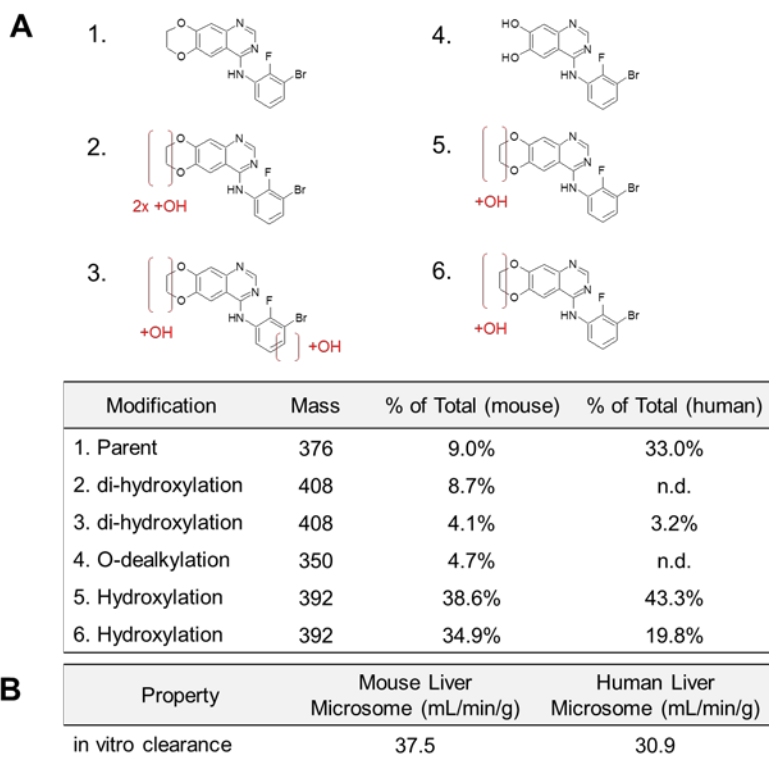 A
1.
O
O
N
N
HN
F
Br
4.
HO
HO
N
N
HN
F
Br
2.
O
O
N
N
HN
F
Br
2x +OH
5.
O
O
N
N
HN
F
Br
+OH
3.
O
O
N
N
HN
F
Br
+OH
+OH
6.
O
O
N
N
HN
F
Br
+OH
Modification Mass % of Total (mouse) % of Total (human)
1. Parent 376 9.0% 33.0%
2. di-hydroxylation 408 8.7% n.d.
3. di-hydroxylation 408 4.1% 3.2%
4. O-dealkylation 350 4.7% n.d.
5. Hydroxylation 392 38.6% 43.3%
6. Hydroxylation 392 34.9% 19.8%
B
Property Mouse Liver Human Liver
Microsome (mL/min/g) Microsome (mL/min/g)
in vitro clearance 37.5 30.9